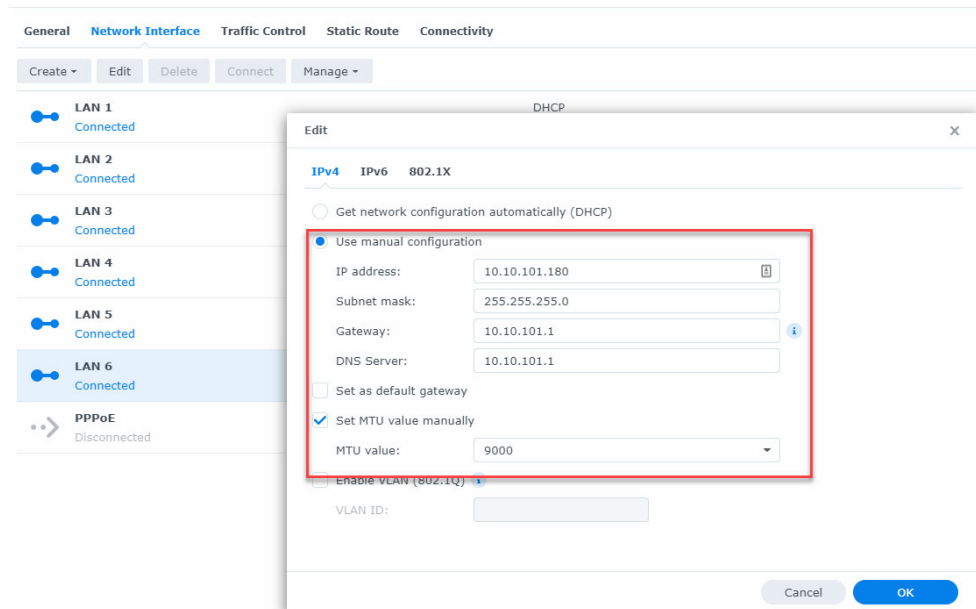 General Network Interface Traffic Control Static Route Connectivity
Create Edit Delete Connect Manage
LAN 1
Connected
DHCP
LAN 2
Connected
LAN 3
Connected
LAN 4
Connected
LAN 5
Connected
LAN 6
Connected
PPPoE
Disconnected
Edit
IPv4 IPv6 802.1X
Get network configuration automatically (DHCP)
Use manual configuration
IP address: 10.10.101.180
Subnet mask: 255.255.255.0
Gateway: 10.10.101.1
DNS Server: 10.10.101.1
Set as default gateway
Set MTU value manually
MTU value: 9000
Enable VLAN (802.1Q)
VLAN ID:
Cancel OK